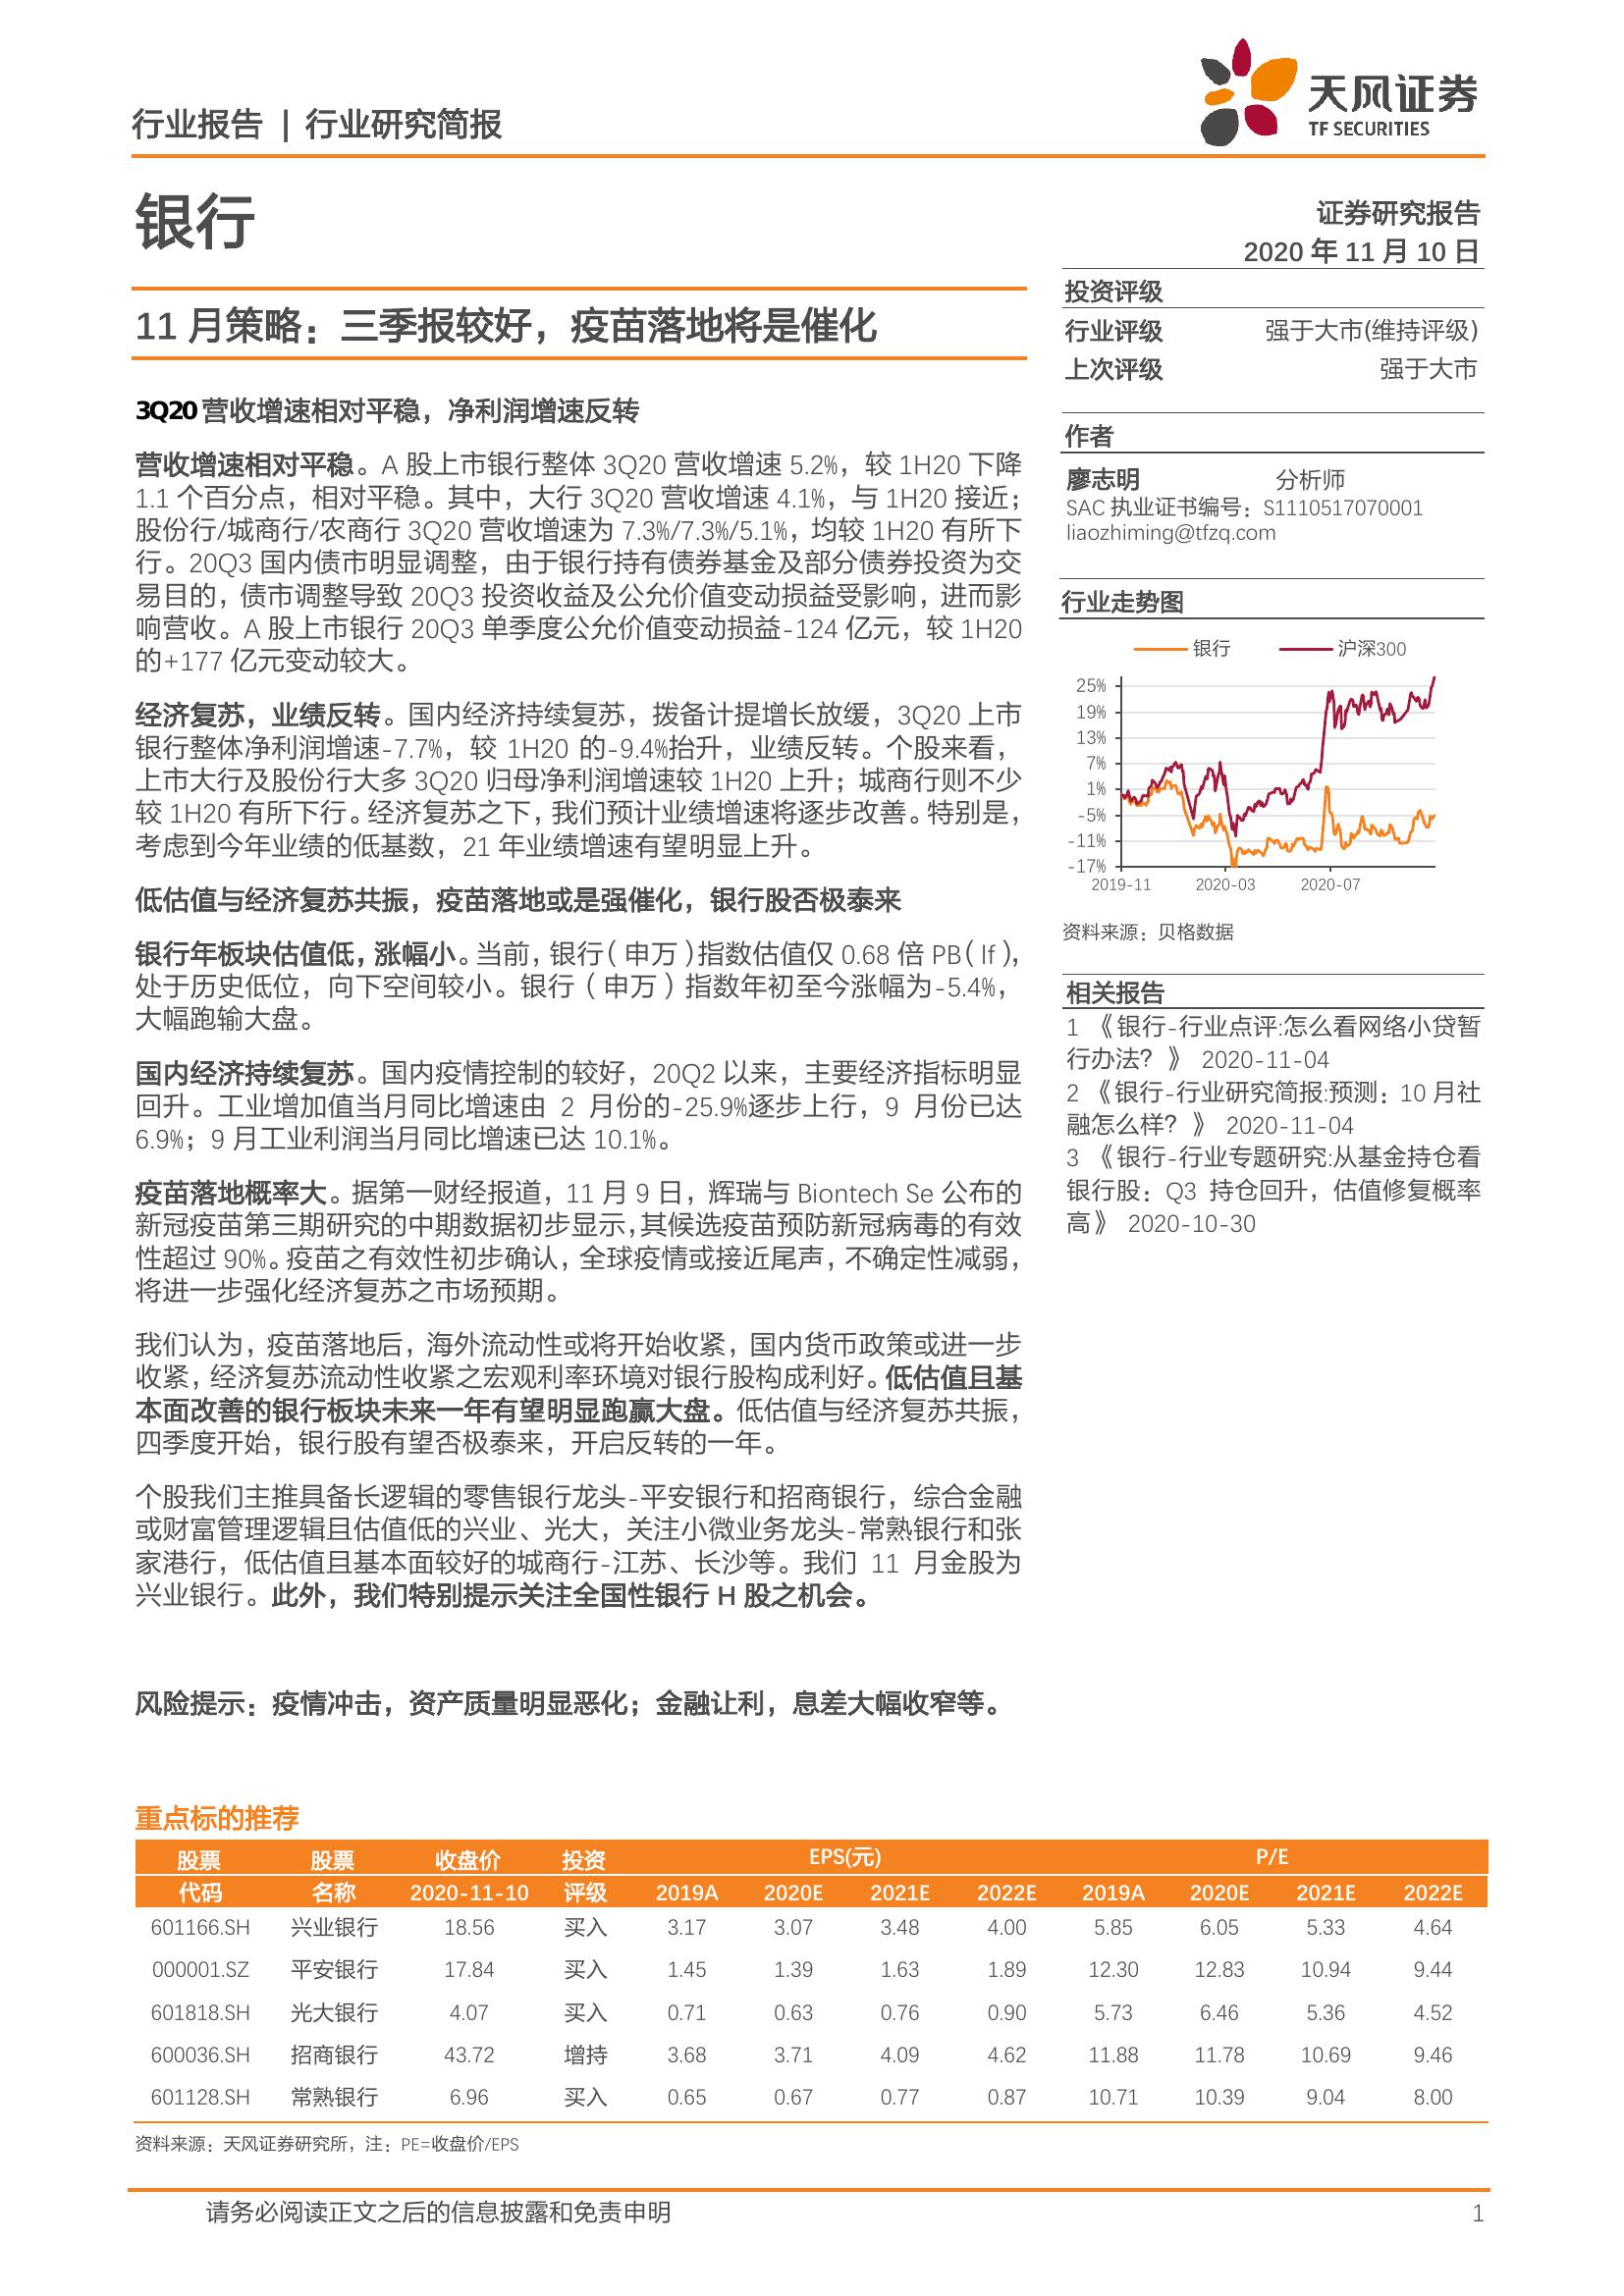 行业报告 | 行业研究简报
天风证券
TF SECURITIES
银行
证券研究报告
2020 年 11 月 10 日
11 月策略：三季报较好，疫苗落地将是催化
3Q20 营收增速相对平稳，净利润增速反转
营收增速相对平稳。A 股上市银行整体 3Q20 营收增速 5.2%，较 1H20 下降
1.1 个百分点，相对平稳。其中，大行 3Q20 营收增速 4.1%，与 1H20 接近；
股份行/城商行/农商行 3Q20 营收增速为 7.3%/7.3%/5.1%，均较 1H20 有所下
行。20Q3 国内债市明显调整，由于银行持有债券基金及部分债券投资为交
易目的，债市调整导致 20Q3 投资收益及公允价值变动损益受影响，进而影
响营收。A 股上市银行 20Q3 单季度公允价值变动损益-124 亿元，较 1H20
的+177 亿元变动较大。
经济复苏，业绩反转。国内经济持续复苏，拨备计提增长放缓，3Q20 上市
银行整体净利润增速-7.7%，较 1H20 的-9.4%抬升，业绩反转。个股来看，
上市大行及股份行大多 3Q20 归母净利润增速较 1H20 上升；城商行则不少
较 1H20 有所下行。经济复苏之下，我们预计业绩增速将逐步改善。特别是，
考虑到今年业绩的低基数，21 年业绩增速有望明显上升。
低估值与经济复苏共振，疫苗落地或是强催化，银行股否极泰来
银行年板块估值低，涨幅小。当前，银行（申万）指数估值仅 0.68 倍 PB（lf），
处于历史低位，向下空间较小。银行（申万）指数年初至今涨幅为-5.4%，
大幅跑输大盘。
国内经济持续复苏。国内疫情控制的较好，20Q2 以来，主要经济指标明显
回升。工业增加值当月同比增速由 2 月份的-25.9%逐步上行，9 月份已达
6.9%；9 月工业利润当月同比增速已达 10.1%。
疫苗落地概率大。据第一财经报道，11 月 9 日，辉瑞与 Biontech Se 公布的
新冠疫苗第三期研究的中期数据初步显示，其候选疫苗预防新冠病毒的有效
性超过 90%。疫苗之有效性初步确认，全球疫情或接近尾声，不确定性减弱，
将进一步强化经济复苏之市场预期。
我们认为，疫苗落地后，海外流动性或将开始收紧，国内货币政策或进一步
收紧，经济复苏流动性收紧之宏观利率环境对银行股构成利好。低估值且基
本面改善的银行板块未来一年有望明显跑赢大盘。低估值与经济复苏共振，
四季度开始，银行股有望否极泰来，开启反转的一年。
个股我们主推具备长逻辑的零售银行龙头-平安银行和招商银行，综合金融
或财富管理逻辑且估值低的兴业、光大，关注小微业务龙头-常熟银行和张
家港行，低估值且基本面较好的城商行-江苏、长沙等。我们 11 月金股为
兴业银行。此外，我们特别提示关注全国性银行 H 股之机会。
风险提示：疫情冲击，资产质量明显恶化；金融让利，息差大幅收窄等。
投资评级
行业评级 强于大市(维持评级)
上次评级 强于大市
作者
廖志明 分析师
SAC 执业证书编号：S1110517070001
liaozhiming@tfzq.com
行业走势图
银行 沪深300
25%
19%
13%
7%
1%
-5%
-11%
-17%
2019-11 2020-03 2020-07
资料来源：贝格数据
相关报告
1 《银行-行业点评:怎么看网络小贷暂
行办法？》 2020-11-04
2 《银行-行业研究简报:预测：10 月社
融怎么样？》 2020-11-04
3 《银行-行业专题研究:从基金持仓看
银行股：Q3 持仓回升，估值修复概率
高》 2020-10-30
重点标的推荐
股票 股票 收盘价 投资 EPS(元) P/E
代码 名称 2020-11-10 评级 2019A 2020E 2021E 2022E 2019A 2020E 2021E 2022E
601166.SH 兴业银行 18.56 买入 3.17 3.07 3.48 4.00 5.85 6.05 5.33 4.64
000001.SZ 平安银行 17.84 买入 1.45 1.39 1.63 1.89 12.30 12.83 10.94 9.44
601818.SH 光大银行 4.07 买入 0.71 0.63 0.76 0.90 5.73 6.46 5.36 4.52
600036.SH 招商银行 43.72 增持 3.68 3.71 4.09 4.62 11.88 11.78 10.69 9.46
601128.SH 常熟银行 6.96 买入 0.65 0.67 0.77 0.87 10.71 10.39 9.04 8.00
资料来源：天风证券研究所，注：PE=收盘价/EPS
请务必阅读正文之后的信息披露和免责申明 1